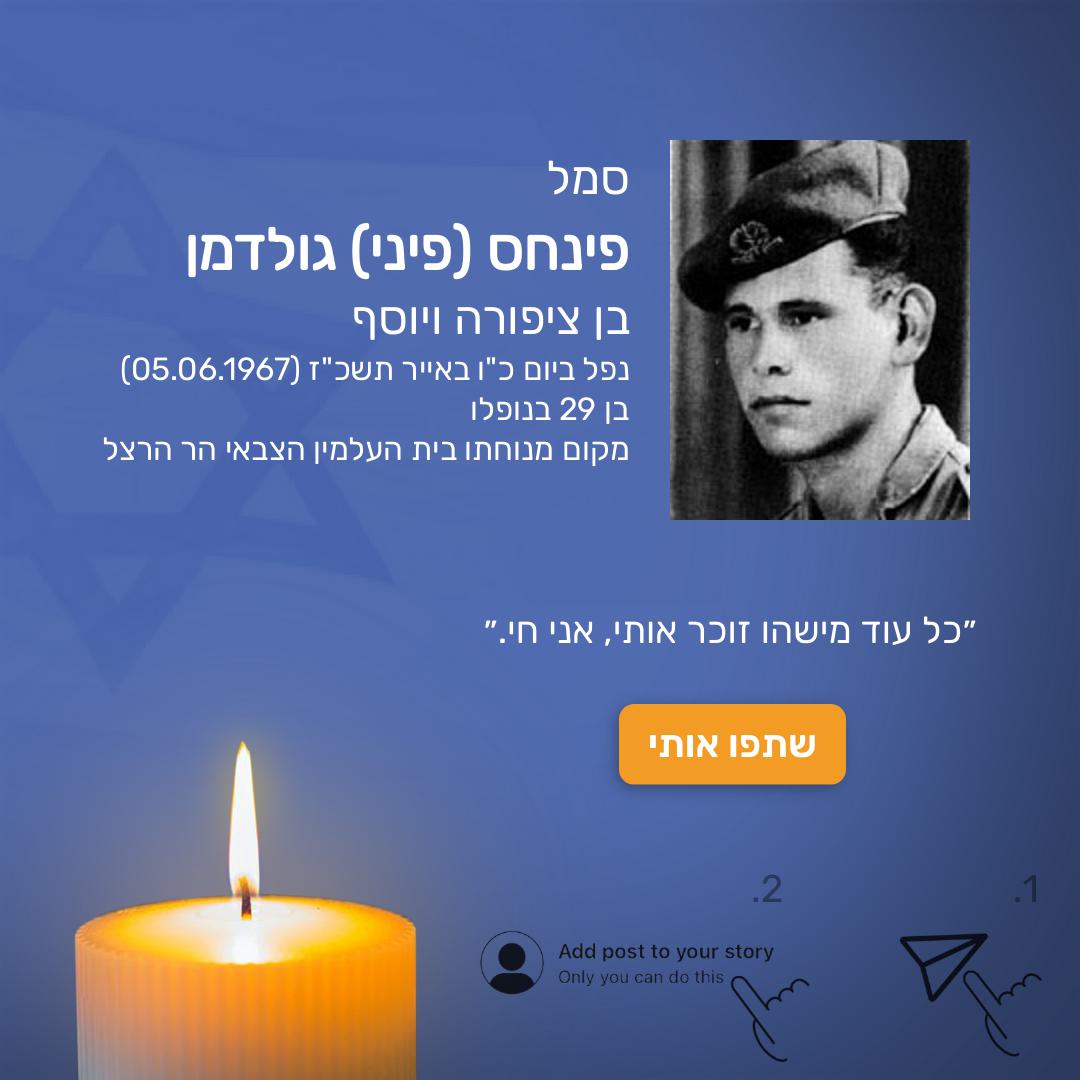 סמל
פינחס (פיני) גולדמן
בן ציפורה ויוסף
נפל ביום כ"ו באייר תשכ"ז (05.06.1967)
בן 29 בנופלו
מקום מנוחתו בית העלמין הצבאי הר הרצל
״כל עוד מישהו זוכר אותי, אני חי.״
שתפו אותי
1.
2.
Add post to your story
Only you can do this